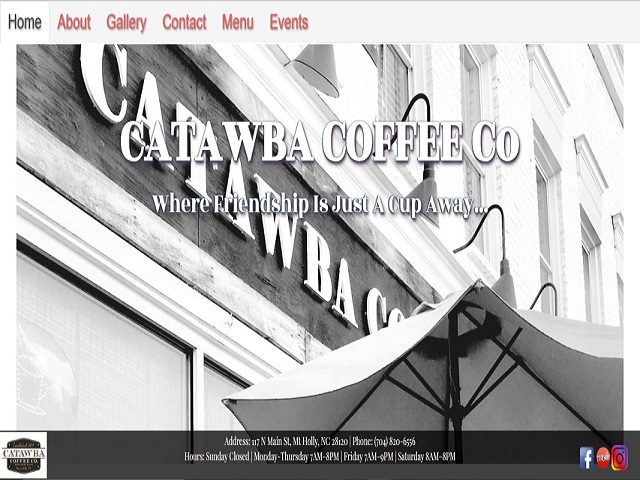 Home About Gallery Contact Menu Events
CATAWBA COFFEE CO
CATAWBA COFFEE Co
Where Friendship Is Just A Cup Away...
Address: 117 N Main St, Mt Holly, NC 28120 | Phone: (704) 820-6556
Hours: Sunday Closed | Monday-Thursday 7AM-8PM | Friday 7AM-9PM | Saturday 8AM-8PM
CATAWBA
COFFEE CO.